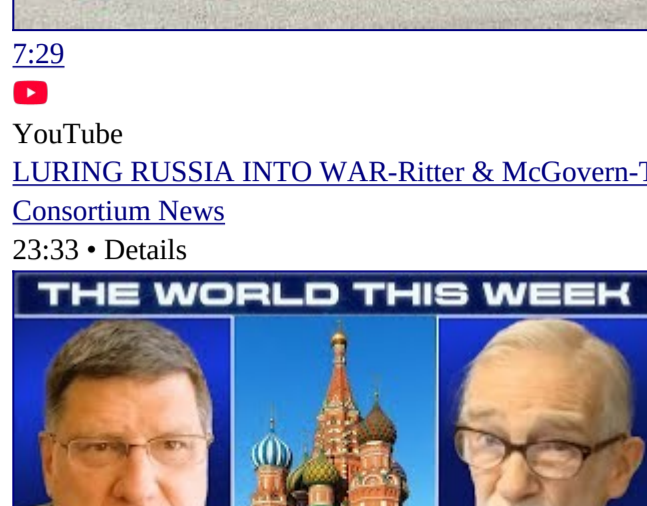 7:29
YouTube
LURING RUSSIA INTO WAR-Ritter & McGovern-T
Consortium News
23:33 • Details
THE WORLD THIS WEEK